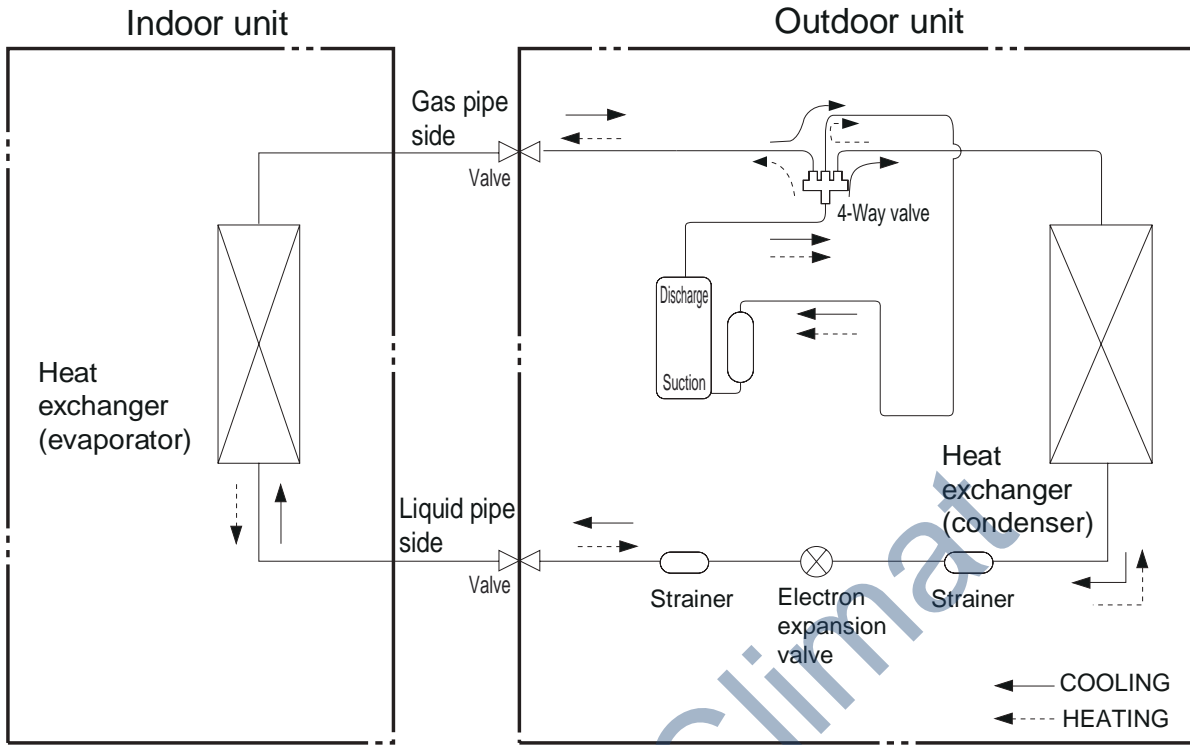 Indoor unit
Outdoor unit
Gas pipe
side
Valve
4-Way valve
Discharge
Suction
Heat
exchanger
(evaporator)
Heat
exchanger
(condenser)
Liquid pipe
side
Valve
Strainer
Electron
expansion
valve
Strainer
COOLING
HEATING
Climat